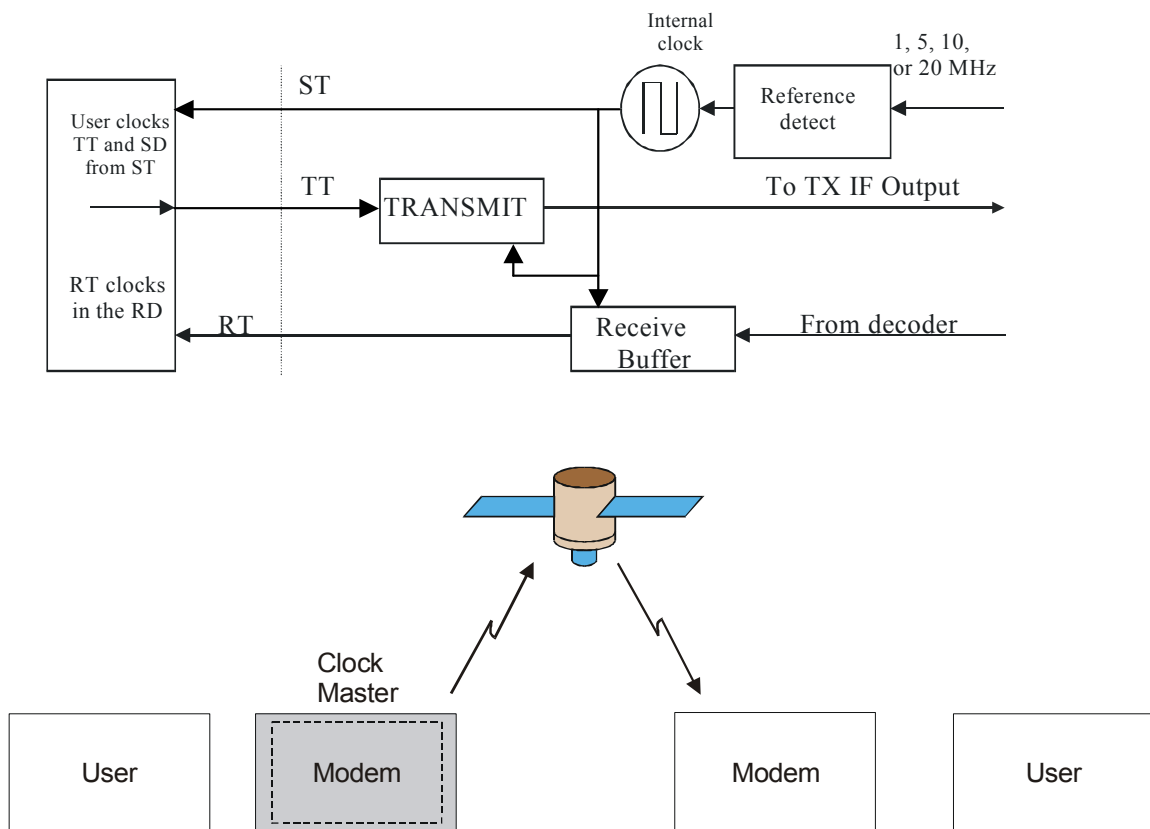 Internal
clock
1, 5, 10,
or 20 MHz
ST
Reference
detect
User clocks
TT and SD
from ST
TT
TRANSMIT
To TX IF Output
RT clocks
in the RD
RT
Receive
Buffer
From decoder
Clock
Master
User
Modem
Modem
User